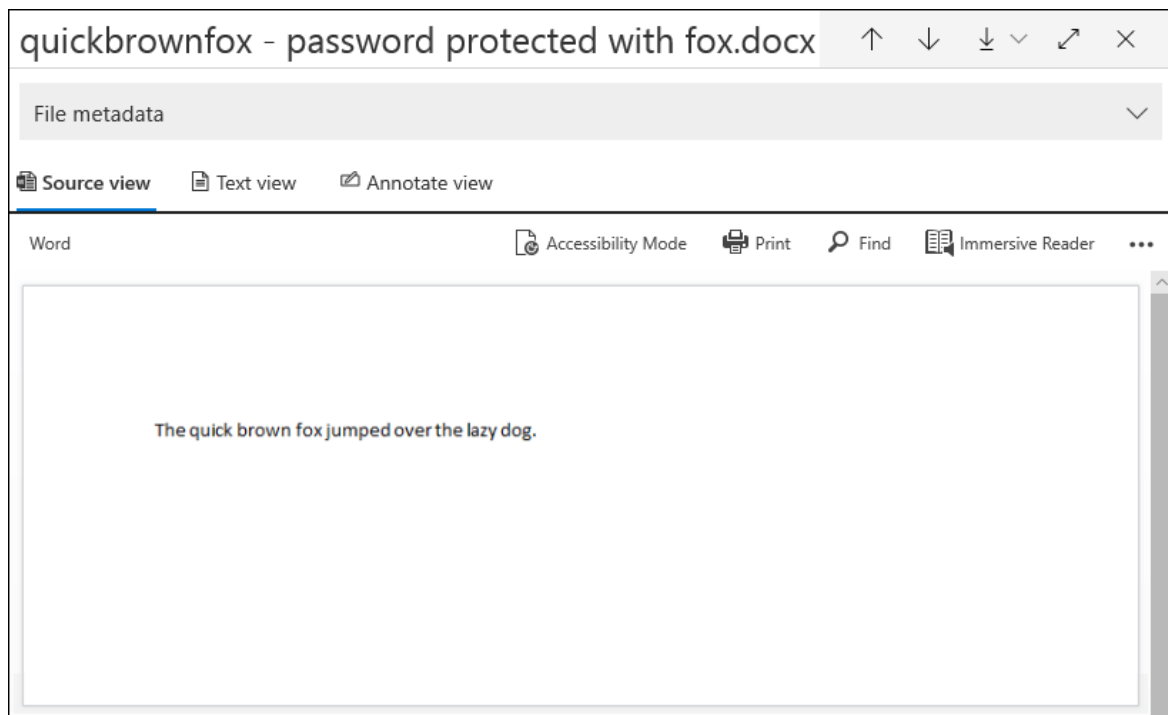 quickbrownfox - password protected with fox.docx
File metadata
Source view Text view Annotate view
Word Accessibility Mode Print Find Immersive Reader
The quick brown fox jumped over the lazy dog.